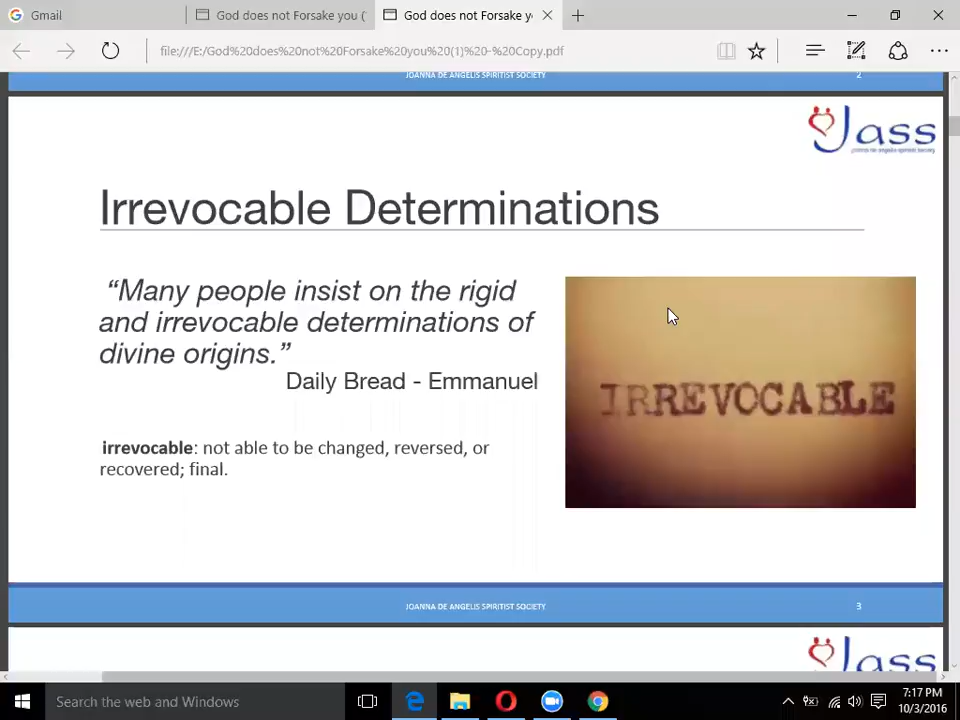 Gmail
God does not Forsake you (
God does not Forsake yo
file:///E:/God%20does%20not%20Forsake%20you%20(1)%20-%20Copy.pdf
JOANNA DE ANGELIS SPIRITIST SOCIETY 2
Jass
Irrevocable Determinations
“Many people insist on the rigid
and irrevocable determinations of
divine origins.”
Daily Bread - Emmanuel
IRREVOCABLE
irrevocable: not able to be changed, reversed, or
recovered; final.
JOANNA DE ANGELIS SPIRITIST SOCIETY 3
Jass
Search the web and Windows
7:17 PM
10/3/2016